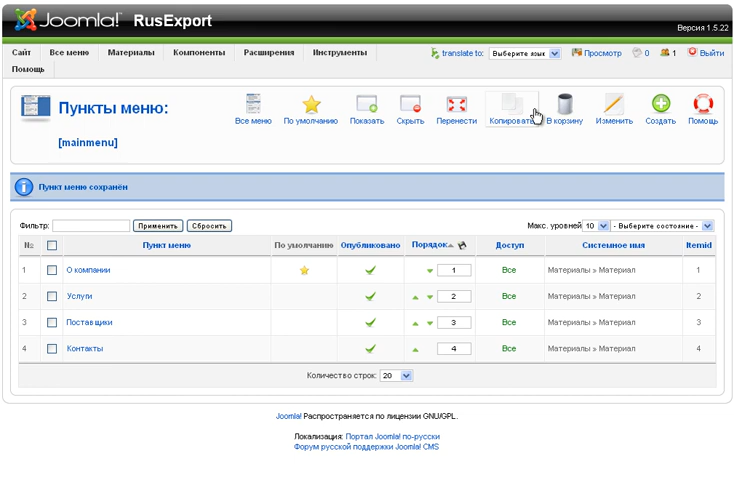 Joomla! RusExport
Версия 1.5.22
Сайт Все меню Материалы Компоненты Расширения Инструменты translate to: Выберите язык Просмотр 0 1 Выйти
Помощь
Пункты меню:
[mainmenu]
Все меню По умолчанию Показать Скрыть Перенести Копировать В корзину Изменить Создать Помощь
Пункт меню сохранён
Фильтр: Применить Сбросить Макс. уровней 10 - Выберите состояние -
№ Пункт меню По умолчанию Опубликовано Порядок Доступ Системное имя Itemid
1 О компании 1 Все Материалы » Материал 1
2 Услуги 2 Все Материалы » Материал 2
3 Поставщики 3 Все Материалы » Материал 3
4 Контакты 4 Все Материалы » Материал 4
Количество строк: 20
Joomla! Распространяется по лицензии GNU/GPL.
Локализация: Портал Joomla! по-русски
Форум русской поддержки Joomla! CMS